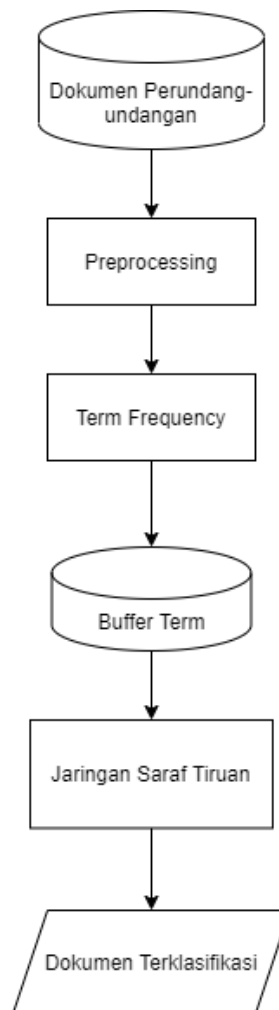 Dokumen Perundang-
undangan
Preprocessing
Term Frequency
Buffer Term
Jaringan Saraf Tiruan
Dokumen Terklasifikasi